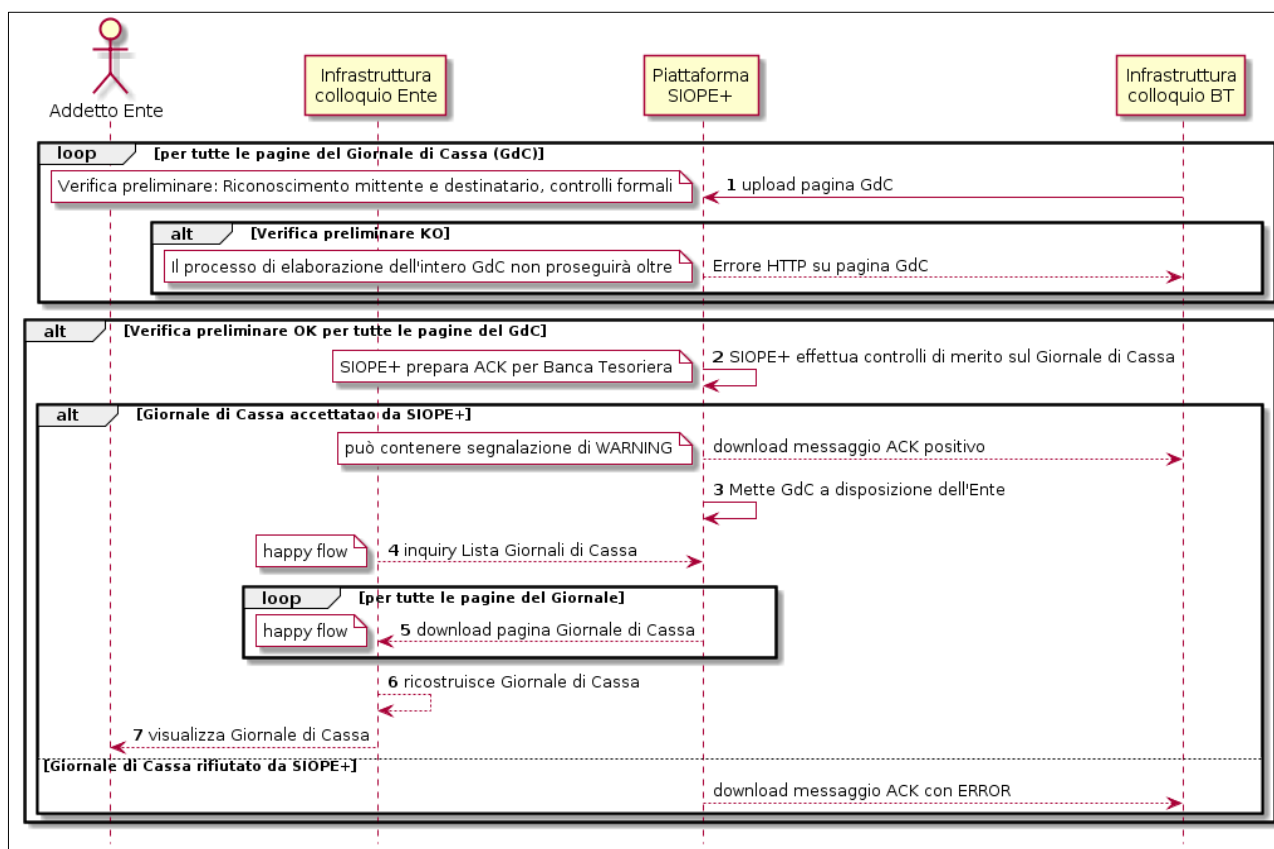 Addetto Ente
Infrastruttura
colloquio Ente
Piattaforma
SIOPE+
Infrastruttura
colloquio BT
loop [per tutte le pagine del Giornale di Cassa (GdC)]
Verifica preliminare: Riconoscimento mittente e destinatario, controlli formali
1 upload pagina GdC
alt [Verifica preliminare KO]
Il processo di elaborazione dell'intero GdC non proseguirà oltre
Errore HTTP su pagina GdC
alt [Verifica preliminare OK per tutte le pagine del GdC]
SIOPE+ prepara ACK per Banca Tesoriera
2 SIOPE+ effettua controlli di merito sul Giornale di Cassa
alt [Giornale di Cassa accettatao da SIOPE+]
può contenere segnalazione di WARNING
download messaggio ACK positivo
3 Mette GdC a disposizione dell'Ente
happy flow
4 inquiry Lista Giornali di Cassa
loop [per tutte le pagine del Giornale]
happy flow
5 download pagina Giornale di Cassa
6 ricostruisce Giornale di Cassa
7 visualizza Giornale di Cassa
[Giornale di Cassa rifiutato da SIOPE+]
download messaggio ACK con ERROR